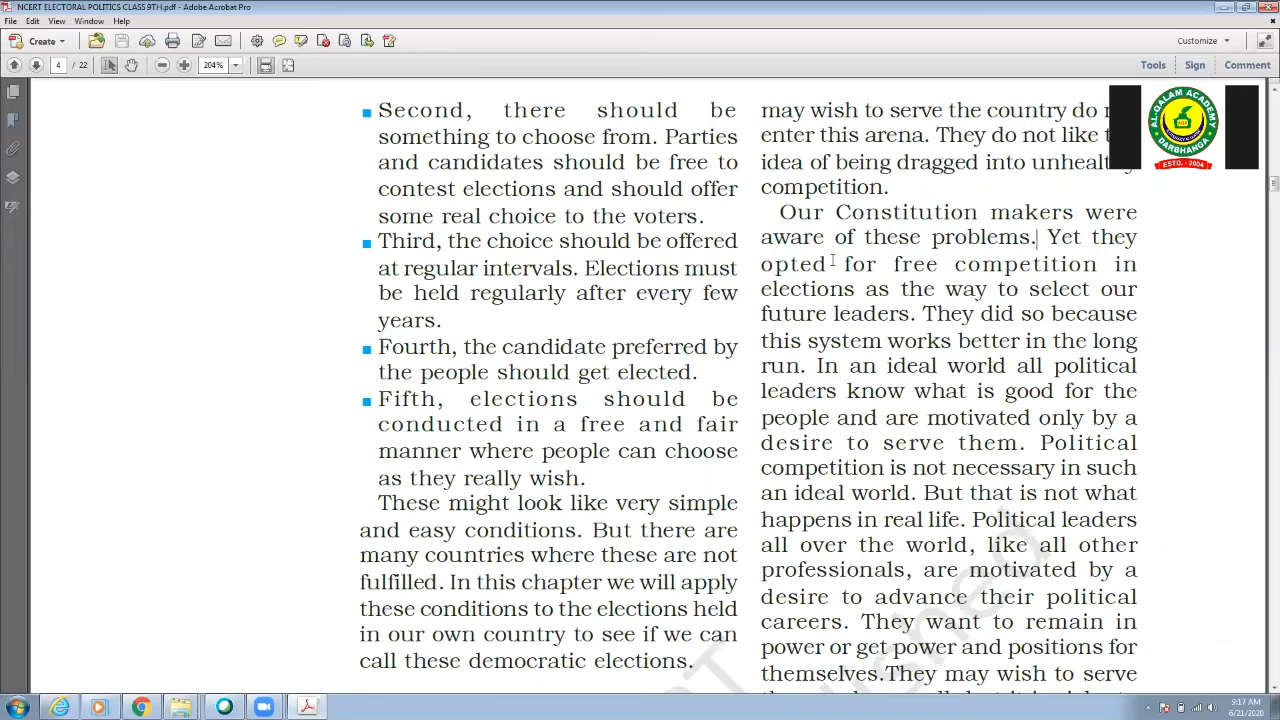 NCERT ELECTORAL POLITICS CLASS 9TH.pdf - Adobe Acrobat Pro
File Edit View Window Help
Create
Customize
4 / 22
204%
Tools Sign Comment
Second, there should be
something to choose from. Parties
and candidates should be free to
contest elections and should offer
some real choice to the voters.
Third, the choice should be offered
at regular intervals. Elections must
be held regularly after every few
years.
Fourth, the candidate preferred by
the people should get elected.
Fifth, elections should be
conducted in a free and fair
manner where people can choose
as they really wish.
These might look like very simple
and easy conditions. But there are
many countries where these are not
fulfilled. In this chapter we will apply
these conditions to the elections held
in our own country to see if we can
call these democratic elections.
may wish to serve the country do
enter this arena. They do not like
idea of being dragged into
competition.
Our Constitution makers were
aware of these problems. Yet they
opted for free competition in
elections as the way to select our
future leaders. They did so because
this system works better in the long
run. In an ideal world all political
leaders know what is good for the
people and are motivated only by a
desire to serve them. Political
competition is not necessary in such
an ideal world. But that is not what
happens in real life. Political leaders
all over the world, like all other
professionals, are motivated by a
desire to advance their political
careers. They want to remain in
power or get power and positions for
themselves.They may wish to serve
AL-QALAM ACADEMY
DARBHANGA
ESTD. - 2004
9:17 AM
6/21/2020